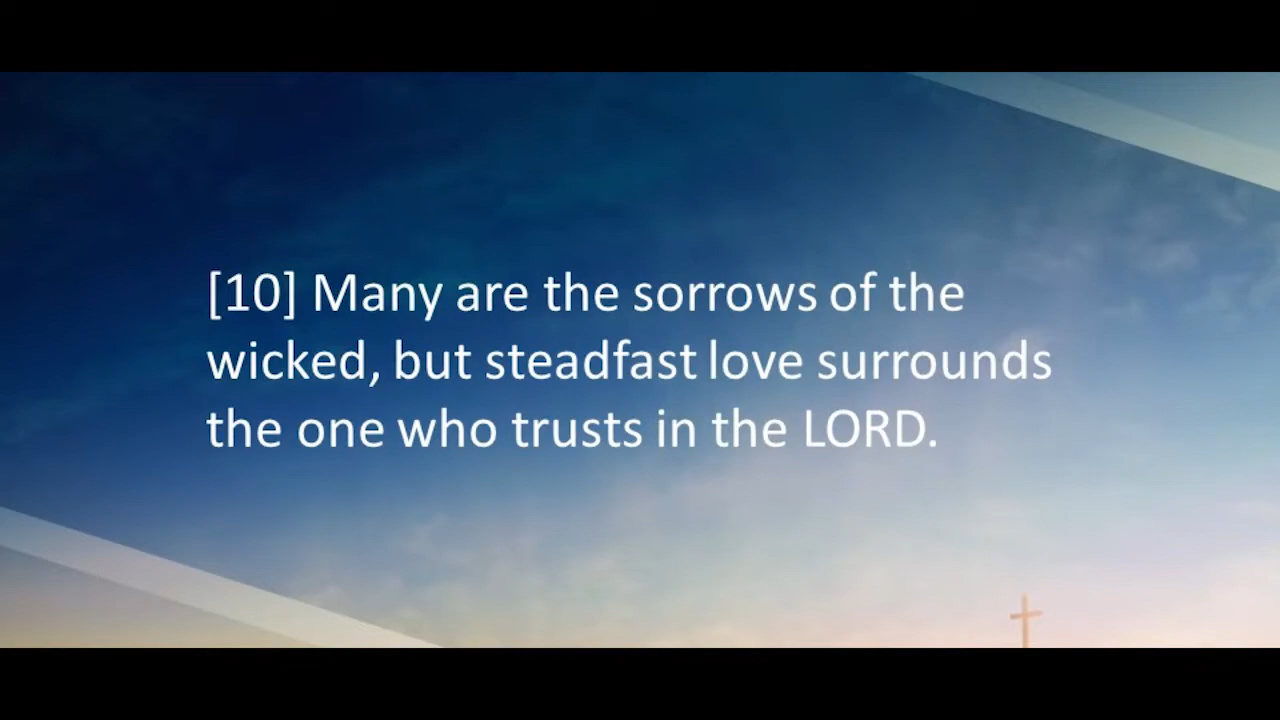 [10] Many are the sorrows of the
wicked, but steadfast love surrounds
the one who trusts in the LORD.